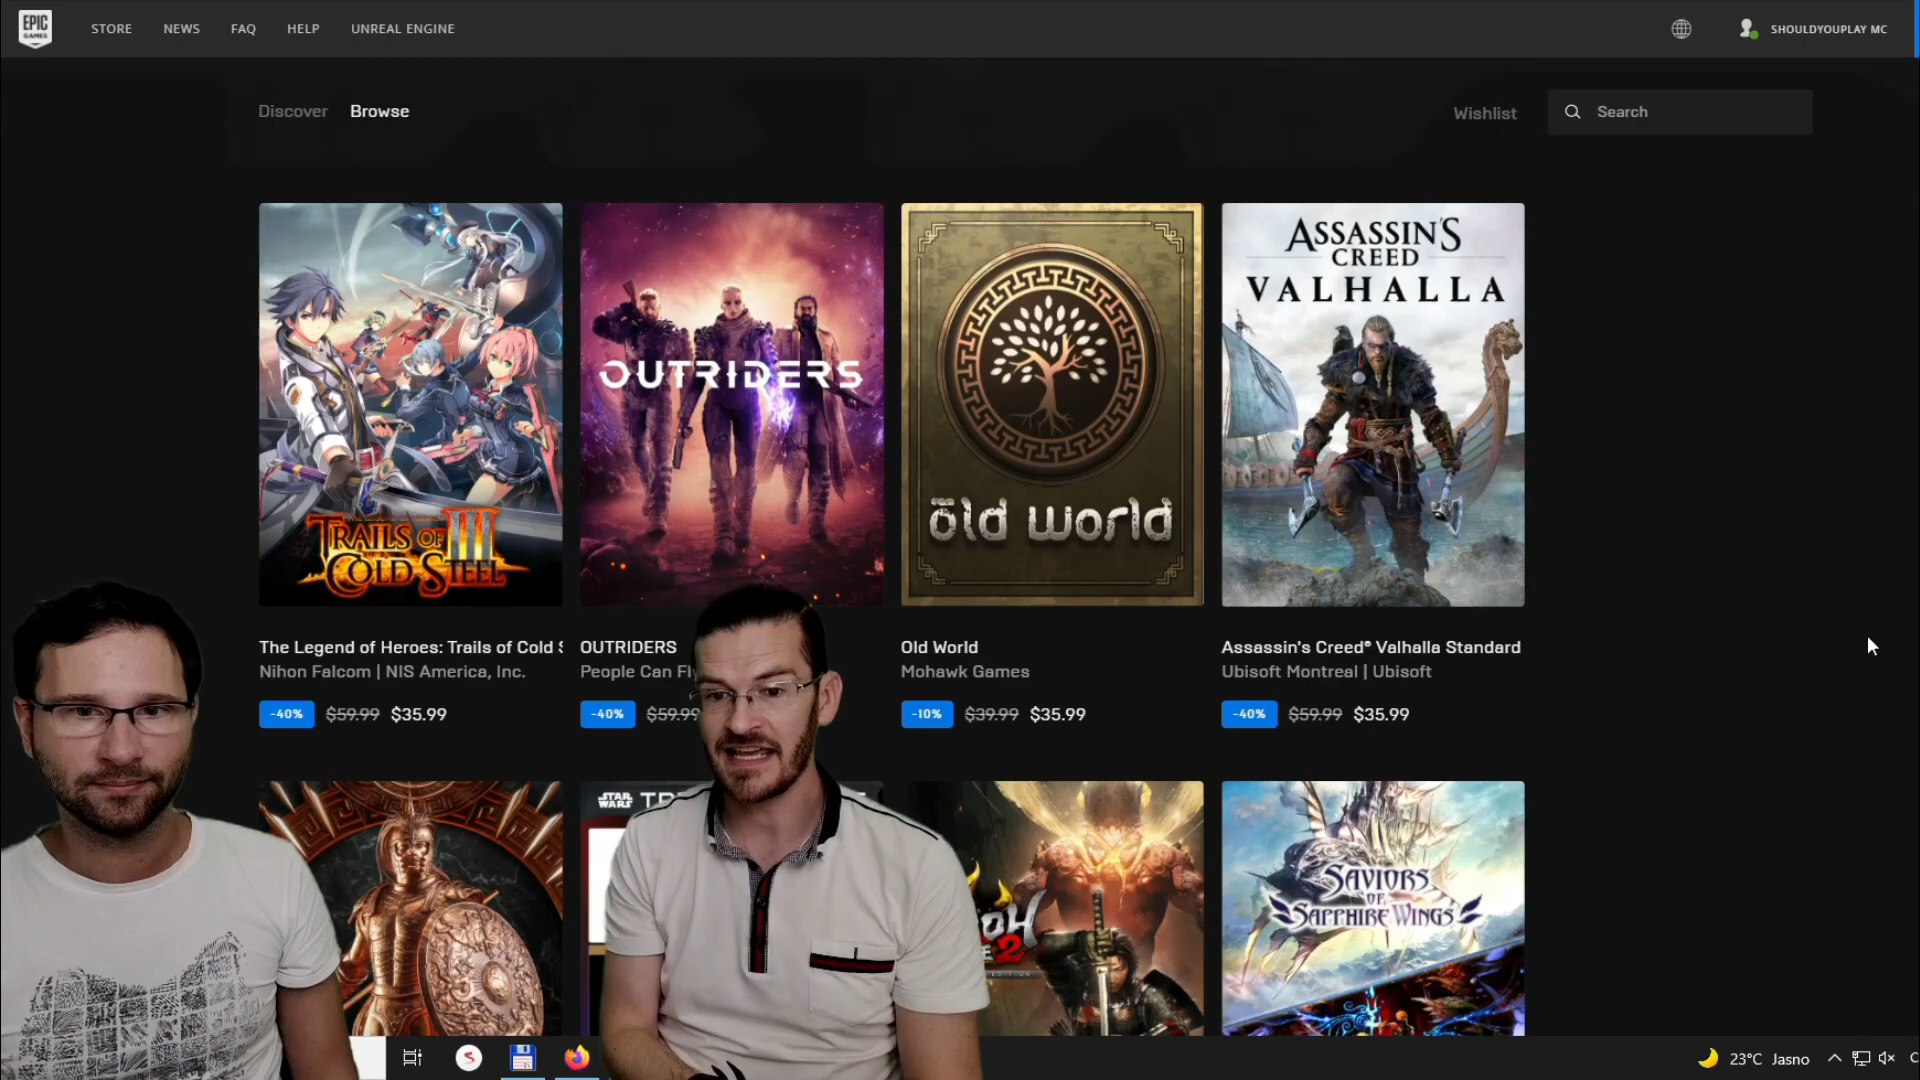 EPIC
GAMES
STORE
NEWS
FAQ
HELP
UNREAL ENGINE
SHOULDYOUPLAY MC
Discover
Browse
Wishlist
Search
TRAILS OF
COLD STEEL III
OUTRIDERS
old world
ASSASSIN'S
CREED
VALHALLA
The Legend of Heroes: Trails of Cold S
Nihon Falcom | NIS America, Inc.
-40% $59.99 $35.99
OUTRIDERS
People Can Fl
-40% $59.99
Old World
Mohawk Games
-10% $39.99 $35.99
Assassin's Creed® Valhalla Standard
Ubisoft Montreal | Ubisoft
-40% $59.99 $35.99
STAR
WARS
SAVIORS
OF
SAPPHIRE WINGS
23°C Jasno